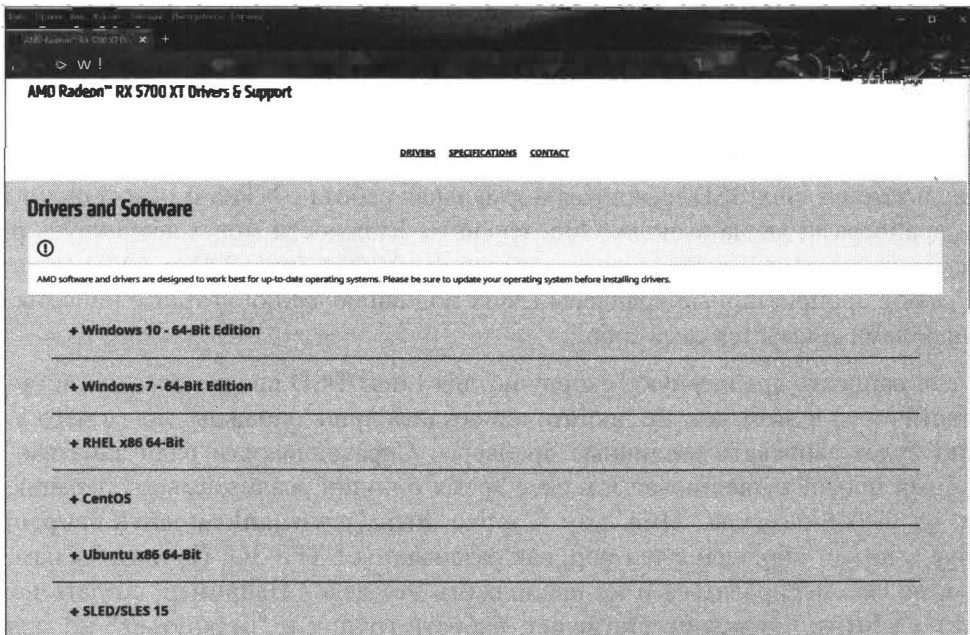 AMD Radeon™ RX 5700 XT Drivers & Support
DRIVERS SPECIFICATIONS CONTACT
Drivers and Software
AMD software and drivers are designed to work best for up-to-date operating systems. Please be sure to update your operating system before installing drivers.
+ Windows 10 - 64-Bit Edition
+ Windows 7 - 64-Bit Edition
+ RHEL x86 64-Bit
+ CentOS
+ Ubuntu x86 64-Bit
+ SLED/SLES 15